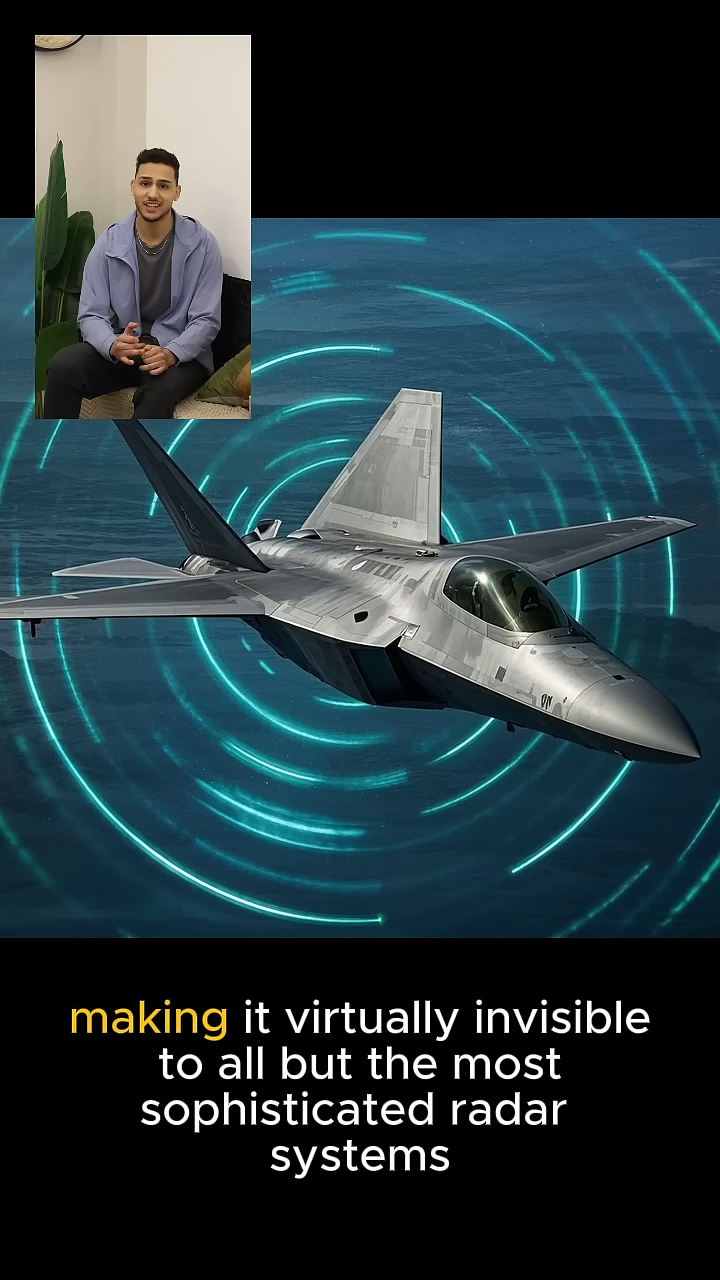 making it virtually invisible
to all but the most
sophisticated radar
systems